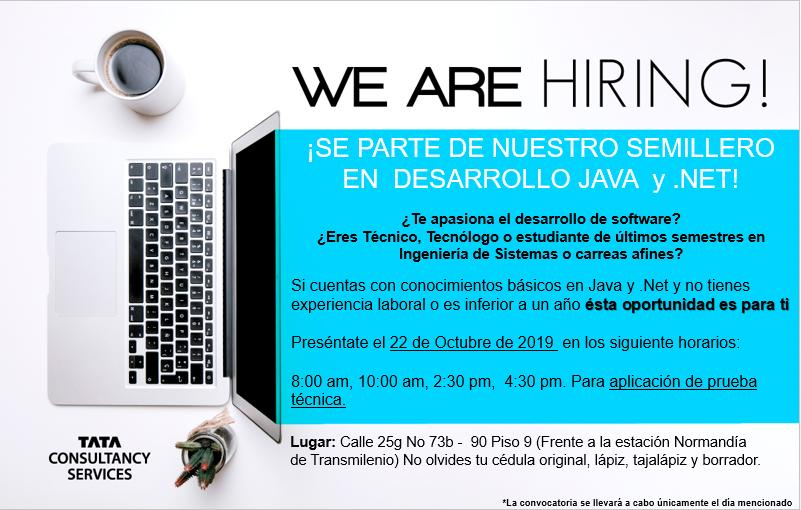 WE ARE HIRING!
¡SE PARTE DE NUESTRO SEMILLERO
EN DESARROLLO JAVA y .NET!
¿Te apasiona el desarrollo de software?
¿Eres Técnico, Tecnólogo o estudiante de últimos semestres en
Ingeniería de Sistemas o carreas afines?
Si cuentas con conocimientos básicos en Java y .Net y no tienes
experiencia laboral o es inferior a un año ésta oportunidad es para ti
Preséntate el 22 de Octubre de 2019 en los siguiente horarios:
8:00 am, 10:00 am, 2:30 pm, 4:30 pm. Para aplicación de prueba
técnica.
Lugar: Calle 25g No 73b - 90 Piso 9 (Frente a la estación Normandía
de Transmilenio) No olvides tu cédula original, lápiz, tajalápiz y borrador.
TATA
CONSULTANCY
SERVICES
*La convocatoria se llevará a cabo únicamente el día mencionado